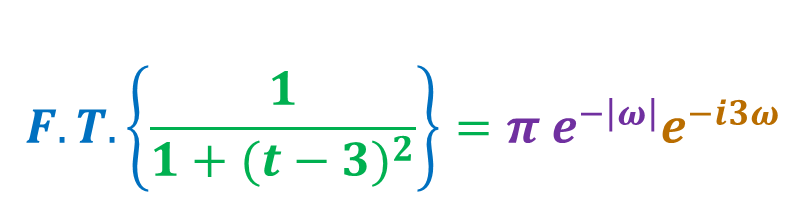 F.T.{1/(1 + (t − 3)²)} = π e^{−|ω|}e^{−i3ω}